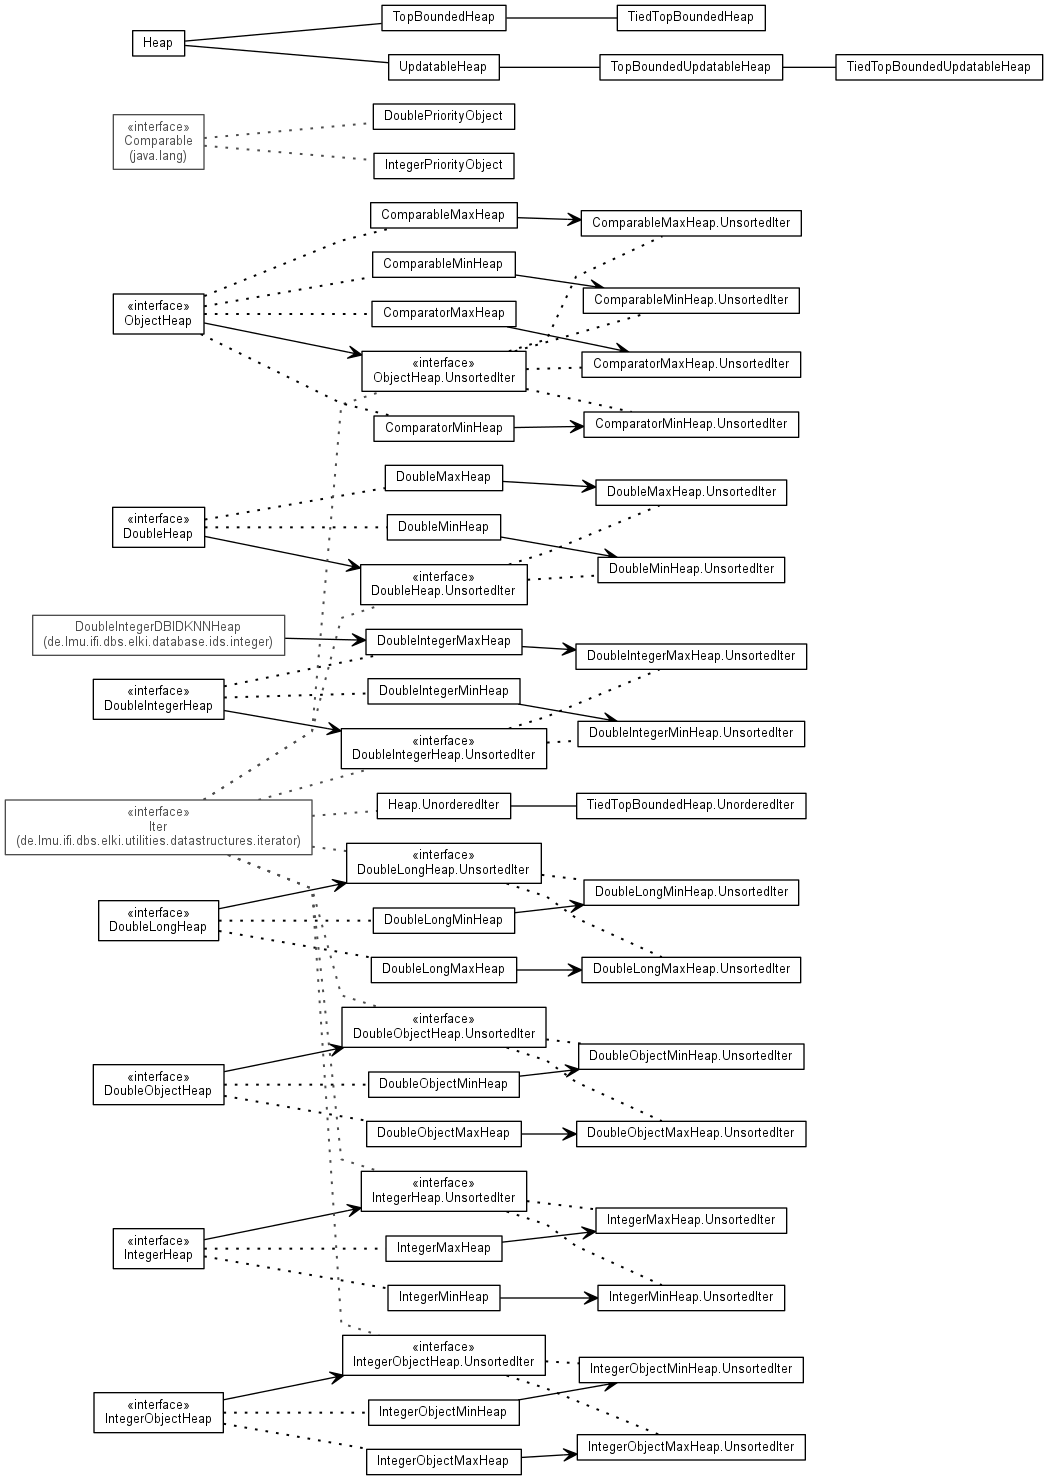 TopBoundedHeap
TiedTopBoundedHeap
Heap
UpdatableHeap
TopBoundedUpdatableHeap
TiedTopBoundedUpdatableHeap
«interface»
Comparable
(java.lang)
DoublePriorityObject
IntegerPriorityObject
ComparableMaxHeap
ComparableMaxHeap.UnsortedIter
ComparableMinHeap
ComparableMinHeap.UnsortedIter
«interface»
ObjectHeap
ComparatorMaxHeap
ComparatorMaxHeap.UnsortedIter
«interface»
ObjectHeap.UnsortedIter
ComparatorMinHeap
ComparatorMinHeap.UnsortedIter
DoubleMaxHeap
DoubleMaxHeap.UnsortedIter
«interface»
DoubleHeap
DoubleMinHeap
DoubleMinHeap.UnsortedIter
«interface»
DoubleHeap.UnsortedIter
DoubleIntegerDBIDKNNHeap
(de.lmu.ifi.dbs.elki.database.ids.integer)
DoubleIntegerMaxHeap
DoubleIntegerMaxHeap.UnsortedIter
«interface»
DoubleIntegerHeap
DoubleIntegerMinHeap
DoubleIntegerMinHeap.UnsortedIter
«interface»
DoubleIntegerHeap.UnsortedIter
«interface»
Iter
(de.lmu.ifi.dbs.elki.utilities.datastructures.iterator)
Heap.UnorderedIter
TiedTopBoundedHeap.UnorderedIter
«interface»
DoubleLongHeap.UnsortedIter
DoubleLongMinHeap.UnsortedIter
«interface»
DoubleLongHeap
DoubleLongMinHeap
DoubleLongMaxHeap
DoubleLongMaxHeap.UnsortedIter
«interface»
DoubleObjectHeap.UnsortedIter
DoubleObjectMinHeap.UnsortedIter
«interface»
DoubleObjectHeap
DoubleObjectMinHeap
DoubleObjectMaxHeap
DoubleObjectMaxHeap.UnsortedIter
«interface»
IntegerHeap.UnsortedIter
IntegerMaxHeap.UnsortedIter
«interface»
IntegerHeap
IntegerMaxHeap
IntegerMinHeap
IntegerMinHeap.UnsortedIter
«interface»
IntegerObjectHeap.UnsortedIter
IntegerObjectMinHeap.UnsortedIter
«interface»
IntegerObjectHeap
IntegerObjectMinHeap
IntegerObjectMaxHeap
IntegerObjectMaxHeap.UnsortedIter